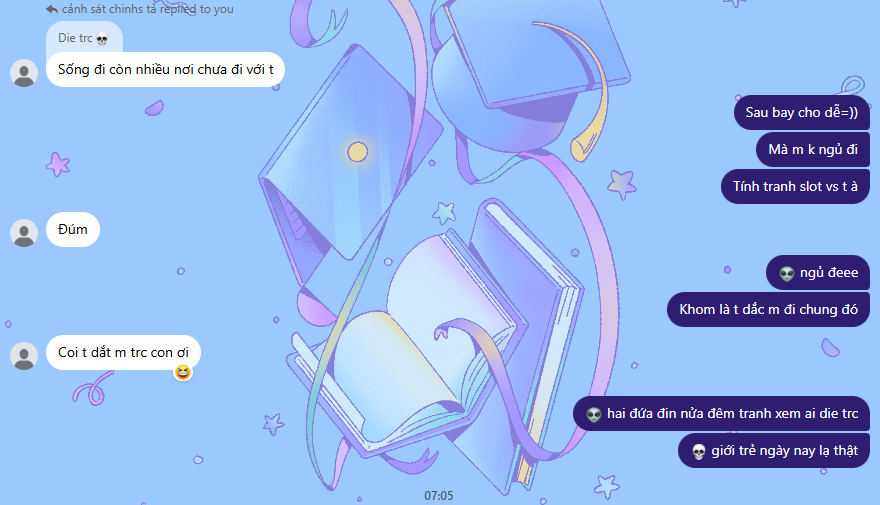 cảnh sát chinhs tả replied to you
Die trc 💀
Sống đi còn nhiều nơi chưa đi với t
Sau bay cho dễ=))
Mà m k ngủ đi
Tính tranh slot vs t à
Đúm
👽 ngủ đeee
Khom là t dắc m đi chung đó
Coi t dắt m trc con ơi
👽 hai đứa đin nửa đêm tranh xem ai die trc
💀 giới trẻ ngày nay lạ thật
07:05